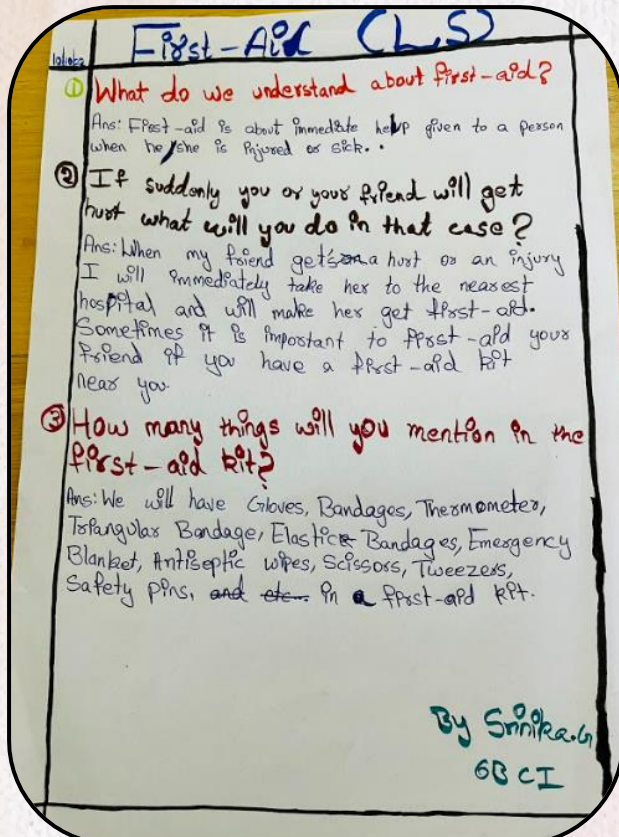 First-Aid (L.S)
① What do we understand about first-aid?
Ans: First-aid is about immediate help given to a person
when he/she is injured or sick.
② If suddenly you or your friend will get
hurt what will you do in that case?
Ans: When my friend get's a hurt or an injury
I will immediately take her to the nearest
hospital and will make her get first-aid.
Sometimes it is important to first-aid your
friend if you have a first-aid kit
near you.
③ How many things will you mention in the
first-aid kit?
Ans: We will have Gloves, Bandages, Thermometer,
Triangular Bandage, Elastic Bandages, Emergency
Blanket, Antiseptic wipes, Scissors, Tweezers,
Safety pins, and etc... in a first-aid kit.
By Srinika.G
6B CI